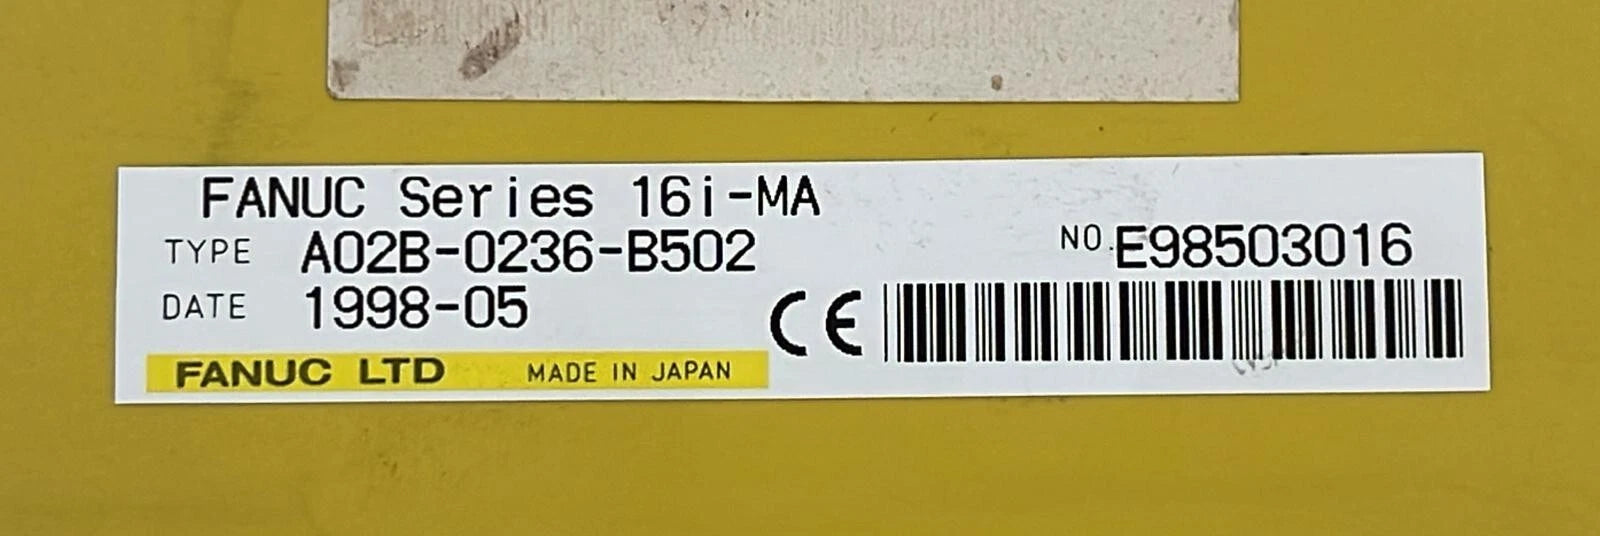 FANUC Series 16i-MA
TYPE A02B-0236-B502
NO. E98503016
DATE 1998-05
CE
FANUC LTD MADE IN JAPAN